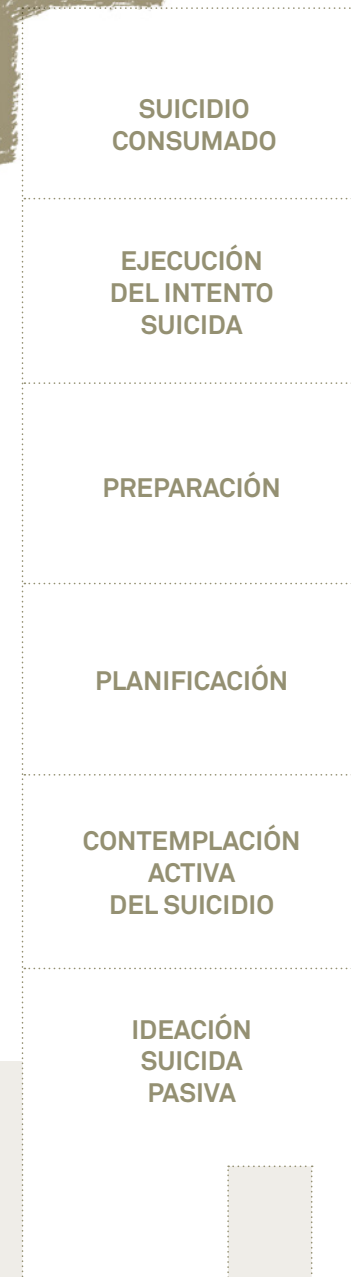 SUICIDIO
CONSUMADO
EJECUCIÓN
DEL INTENTO
SUICIDA
PREPARACIÓN
PLANIFICACIÓN
CONTEMPLACIÓN
ACTIVA
DEL SUICIDIO
IDEACIÓN
SUICIDA
PASIVA